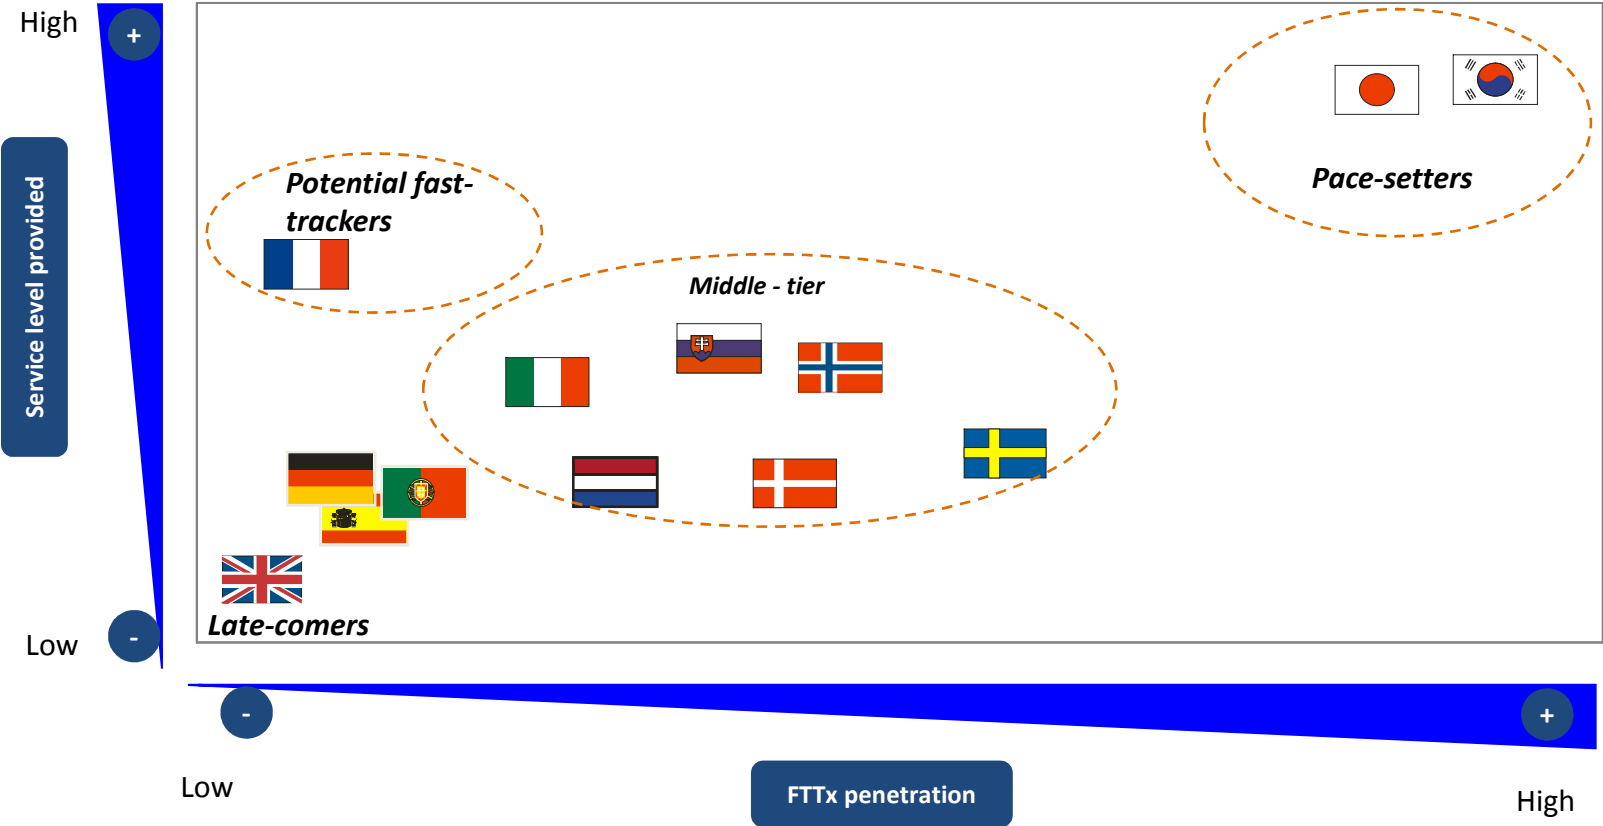 High
+
Service level provided
-
Low
Potential fast-
trackers
Pace-setters
Middle - tier
Late-comers
-
+
Low
FTTx penetration
High